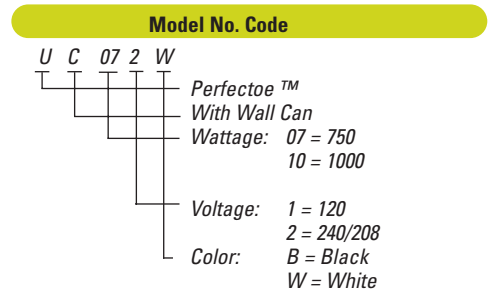 Model No. Code
U C 07 2 W
Perfectoe ™
With Wall Can
Wattage: 07 = 750
10 = 1000
Voltage: 1 = 120
2 = 240/208
Color: B = Black
W = White